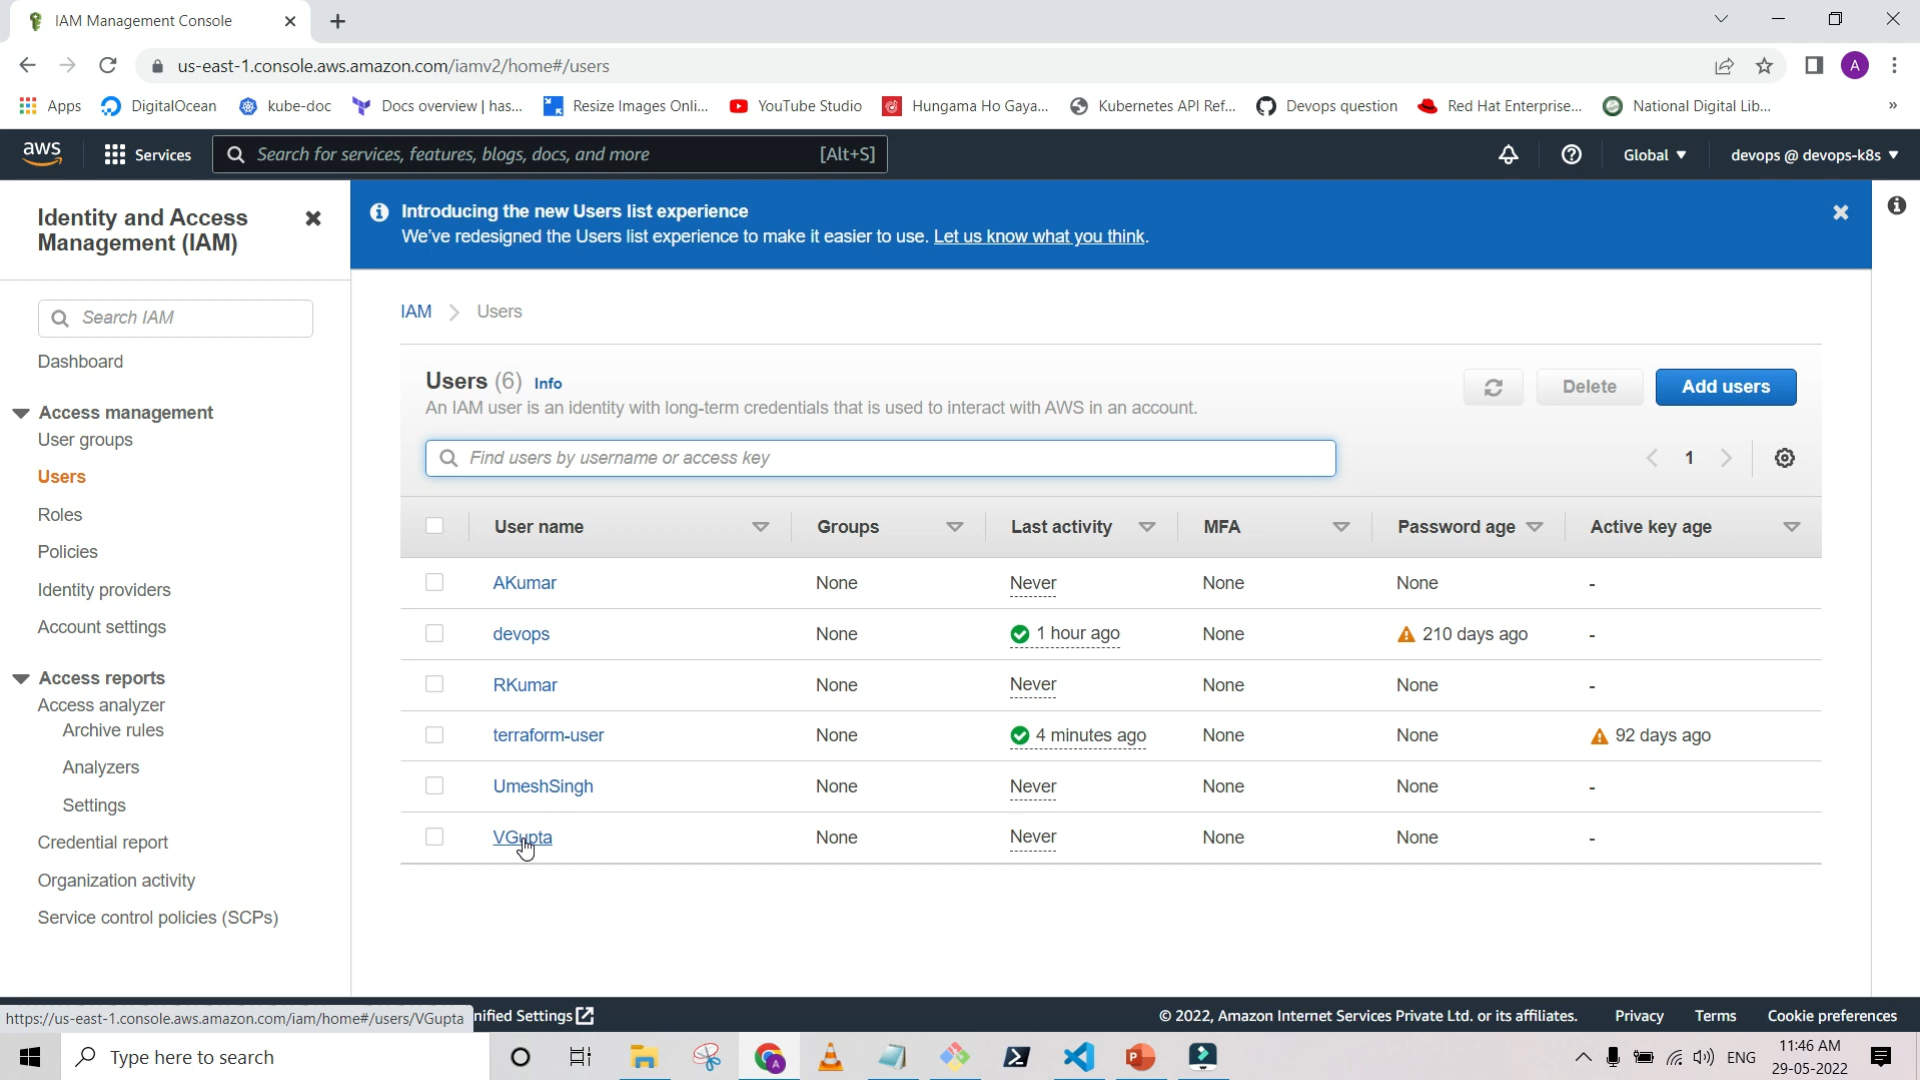 IAM Management Console
us-east-1.console.aws.amazon.com/iamv2/home#/users
A
Apps
DigitalOcean
kube-doc
Docs overview | has...
Resize Images Onli...
YouTube Studio
Hungama Ho Gaya...
Kubernetes API Ref...
Devops question
Red Hat Enterprise...
National Digital Lib...
»
aws
Services
Search for services, features, blogs, docs, and more
[Alt+S]
Global
devops @ devops-k8s
Identity and Access
Management (IAM)
Search IAM
Dashboard
Access management
User groups
Users
Roles
Policies
Identity providers
Account settings
Access reports
Access analyzer
Archive rules
Analyzers
Settings
Credential report
Organization activity
Service control policies (SCPs)
Introducing the new Users list experience
We've redesigned the Users list experience to make it easier to use. Let us know what you think.
IAM > Users
Users (6) Info
An IAM user is an identity with long-term credentials that is used to interact with AWS in an account.
Delete
Add users
Find users by username or access key
< 1 >
User name Groups Last activity MFA Password age Active key age
AKumar None Never None None -
devops None 1 hour ago None 210 days ago -
RKumar None Never None None -
terraform-user None 4 minutes ago None None 92 days ago
UmeshSingh None Never None None -
VGupta None Never None None -
https://us-east-1.console.aws.amazon.com/iam/home#/users/VGupta
nified Settings
© 2022, Amazon Internet Services Private Ltd. or its affiliates.
Privacy
Terms
Cookie preferences
Type here to search
A
P
ENG
11:46 AM
29-05-2022